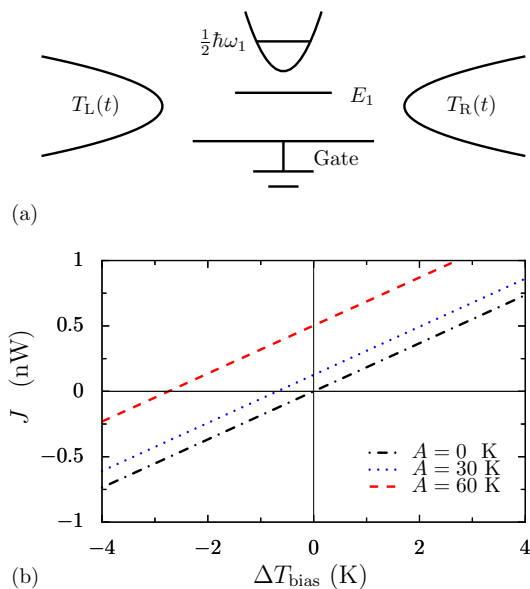 ½ℏω₁
T_L(t)
E₁
T_R(t)
Gate
(a)
1
0.5
0
−0.5
−1
J (nW)
A = 0 K
A = 30 K
A = 60 K
−4 −2 0 2 4
(b)
ΔT_bias (K)